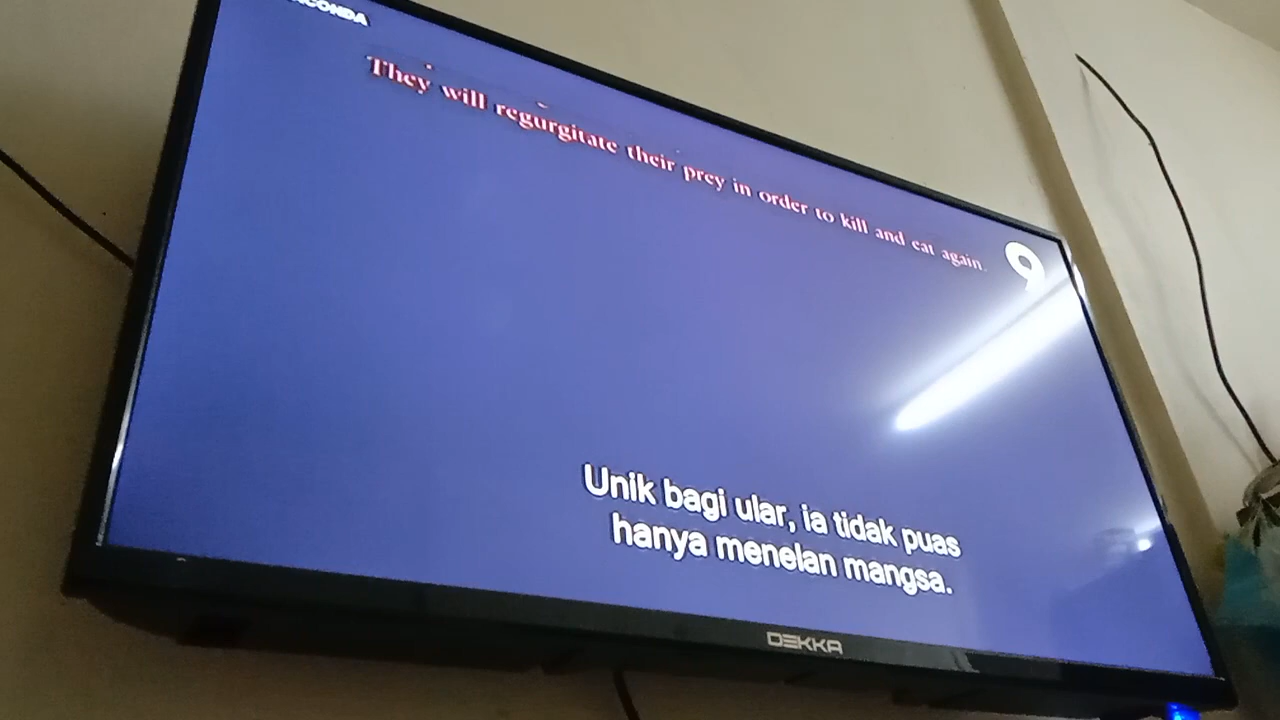 They will regurgitate their prey in order to kill and eat again.
9
Unik bagi ular, ia tidak puas
hanya menelan mangsa.
DEKKA